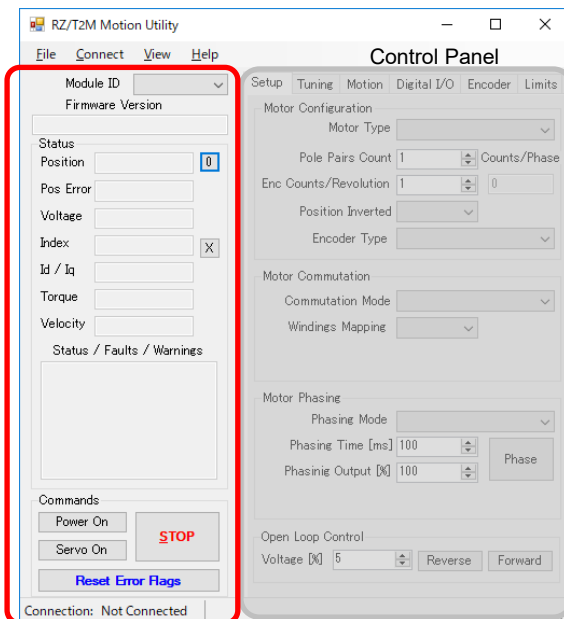 RZ/T2M Motion Utility
File Connect View Help
Control Panel
Module ID
Firmware Version
Status
Position 0
Pos Error
Voltage
Index X
Id / Iq
Torque
Velocity
Status / Faults / Warnings
Commands
Power On
STOP
Servo On
Reset Error Flags
Connection: Not Connected
Setup Tuning Motion Digital I/O Encoder Limits
Motor Configuration
Motor Type
Pole Pairs Count 1 Counts/Phase
Enc Counts/Revolution 1 0
Position Inverted
Encoder Type
Motor Commutation
Commutation Mode
Windings Mapping
Motor Phasing
Phasing Mode
Phasing Time [ms] 100
Phasinig Output [%] 100
Phase
Open Loop Control
Voltage [%] 5 Reverse Forward